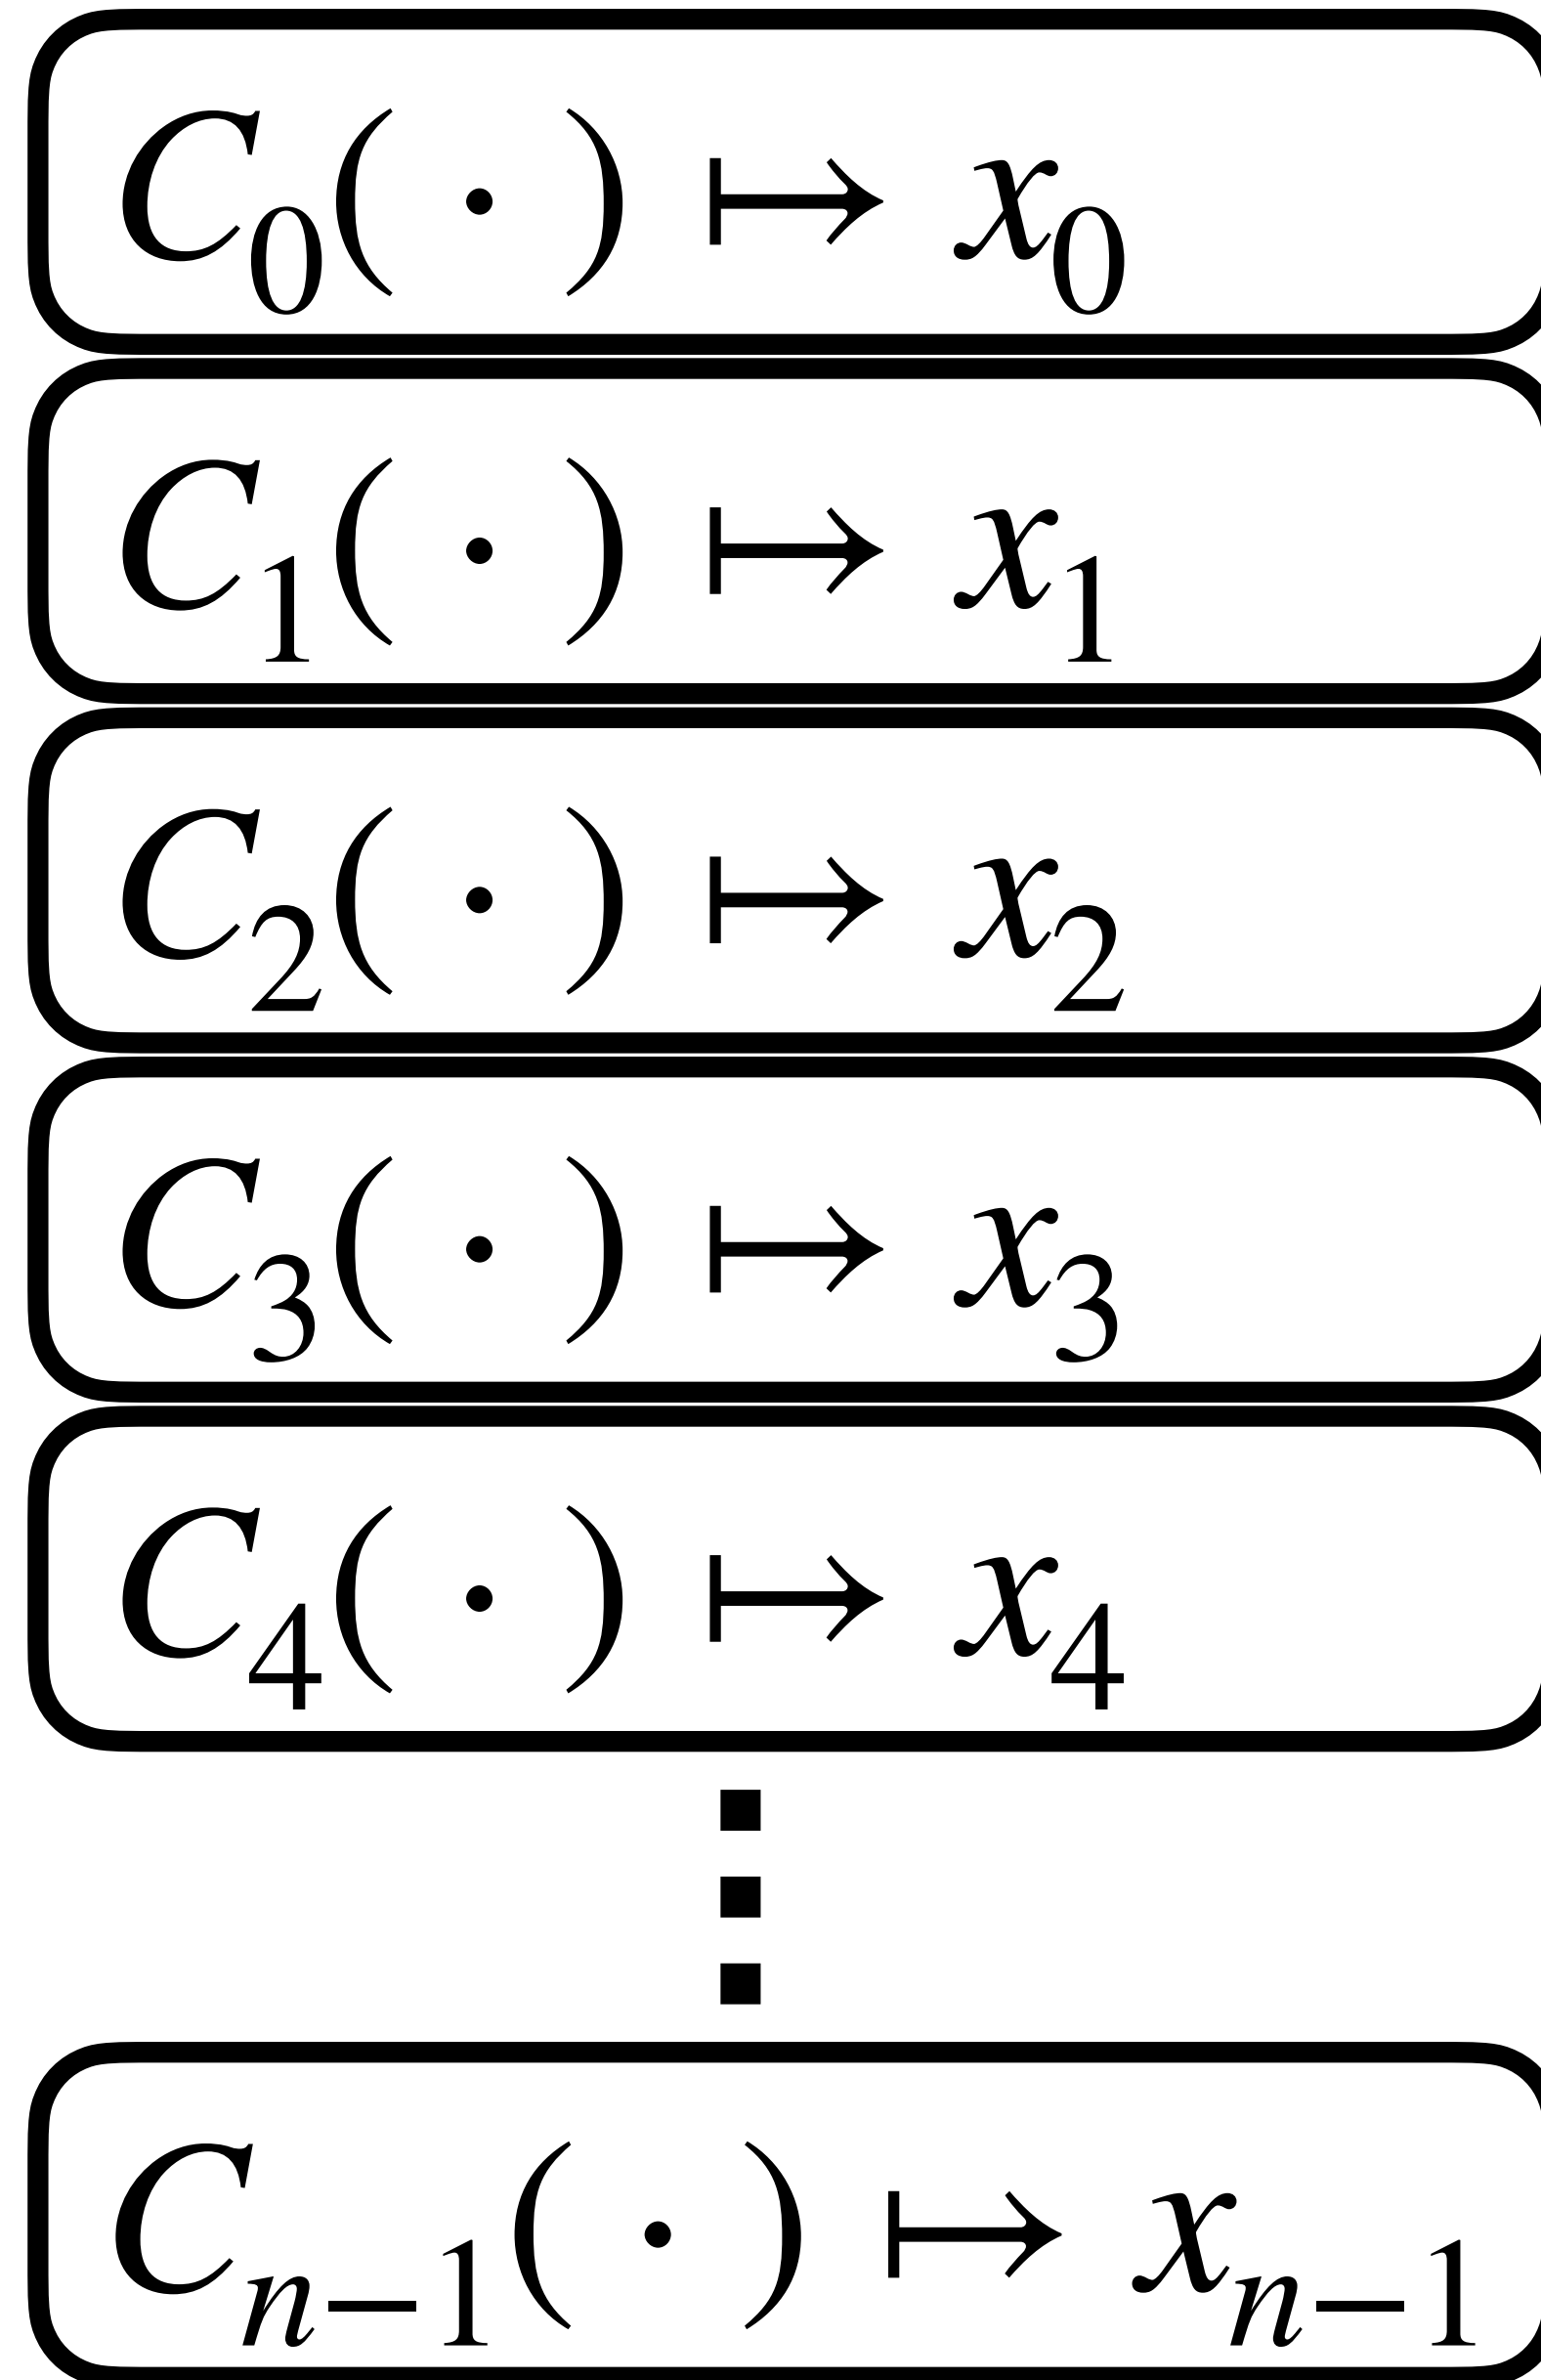 C₀( · ) ↦ x₀
C₁( · ) ↦ x₁
C₂( · ) ↦ x₂
C₃( · ) ↦ x₃
C₄( · ) ↦ x₄
⋮
Cₙ₋₁( · ) ↦ xₙ₋₁